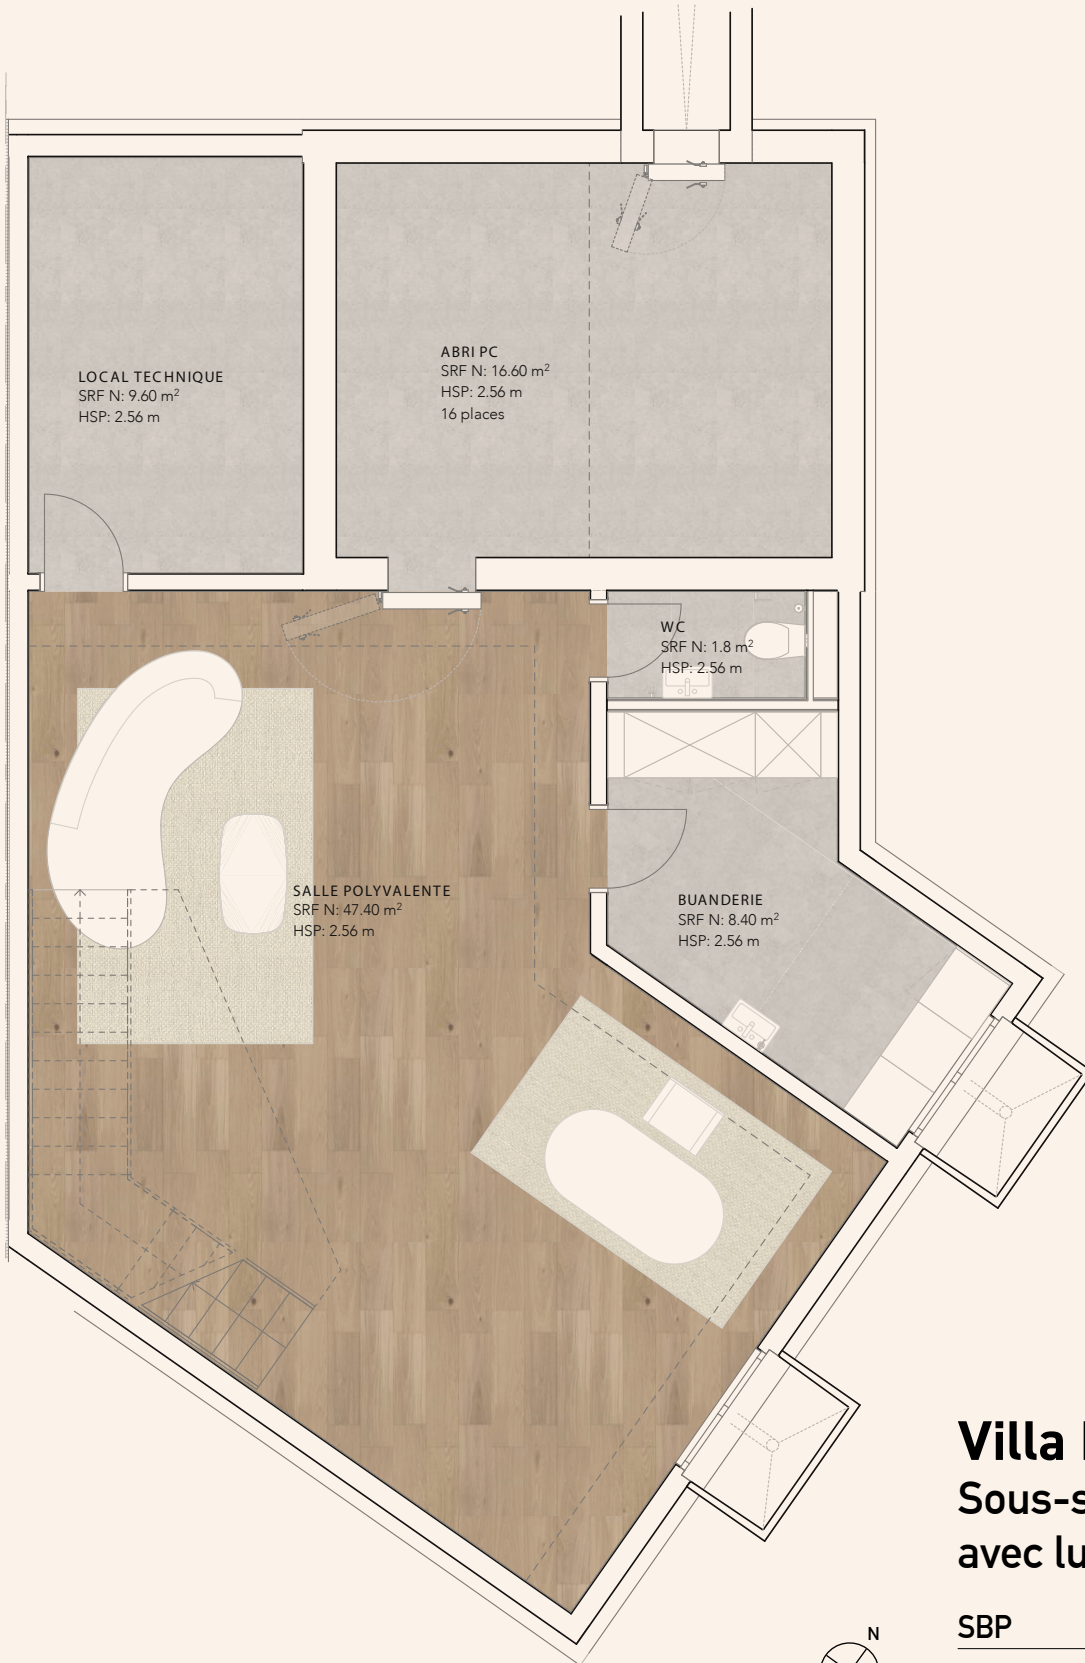 LOCAL TECHNIQUE
SRF N: 9.60 m²
HSP: 2.56 m
ABRI PC
SRF N: 16.60 m²
HSP: 2.56 m
16 places
WC
SRF N: 1.8 m²
HSP: 2.56 m
SALLE POLYVALENTE
SRF N: 47.40 m²
HSP: 2.56 m
BUANDERIE
SRF N: 8.40 m²
HSP: 2.56 m
Villa
Sous-s
avec lu
SBP
N